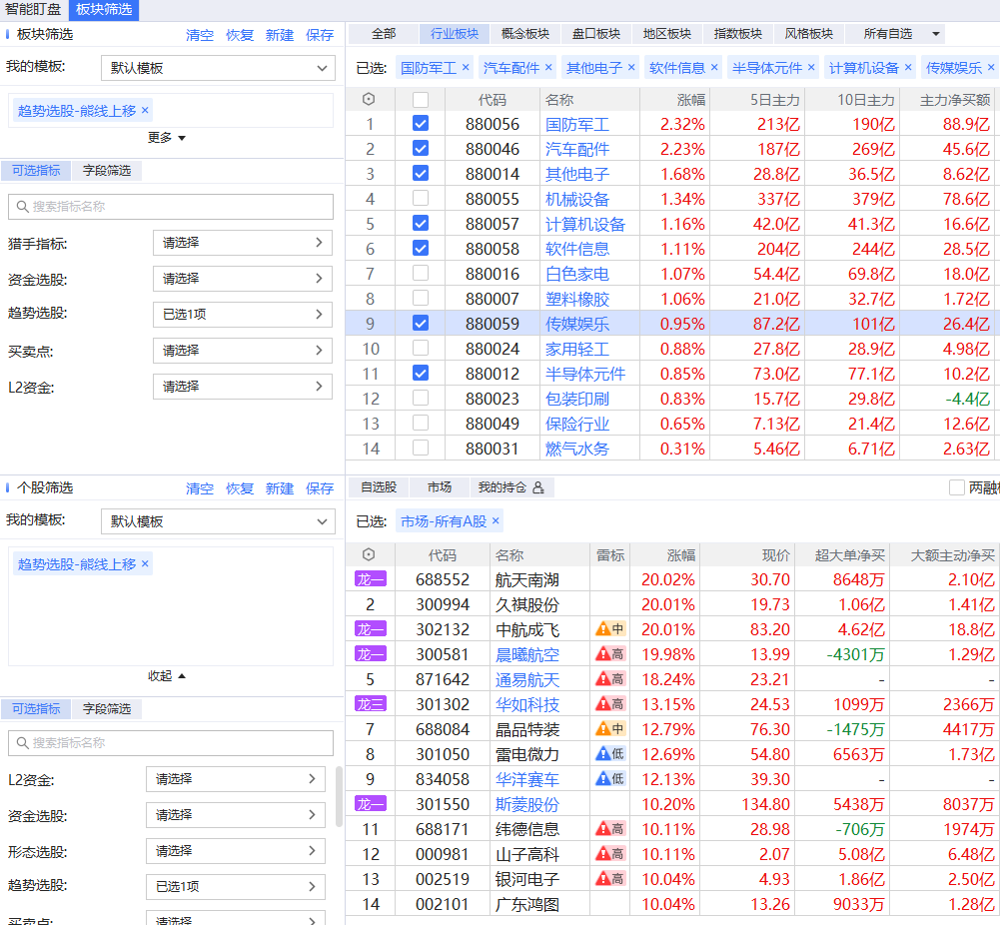 智能盯盘 板块筛选
板块筛选 清空 恢复 新建 保存
我的模板: 默认模板
趋势选股-熊线上移 ×
更多
可选指标 字段筛选
搜索指标名称
猎手指标: 请选择
资金选股: 请选择
趋势选股: 已选1项
买卖点: 请选择
L2资金: 请选择
全部 行业板块 概念板块 盘口板块 地区板块 指数板块 风格板块 所有自选
已选: 国防军工 × 汽车配件 × 其他电子 × 软件信息 × 半导体元件 × 计算机设备 × 传媒娱乐 ×
代码 名称 涨幅 5日主力 10日主力 主力净买额
1 880056 国防军工 2.32% 213亿 190亿 88.9亿
2 880046 汽车配件 2.23% 187亿 269亿 45.6亿
3 880014 其他电子 1.68% 28.8亿 36.5亿 8.62亿
4 880055 机械设备 1.34% 337亿 379亿 78.6亿
5 880057 计算机设备 1.16% 42.0亿 41.3亿 16.6亿
6 880058 软件信息 1.11% 204亿 244亿 28.5亿
7 880016 白色家电 1.07% 54.4亿 69.8亿 18.0亿
8 880007 塑料橡胶 1.06% 21.0亿 32.7亿 1.72亿
9 880059 传媒娱乐 0.95% 87.2亿 101亿 26.4亿
10 880024 家用轻工 0.88% 27.8亿 28.9亿 4.98亿
11 880012 半导体元件 0.85% 73.0亿 77.1亿 10.2亿
12 880023 包装印刷 0.83% 15.7亿 29.8亿 -4.4亿
13 880049 保险行业 0.65% 7.13亿 21.4亿 12.6亿
14 880031 燃气水务 0.31% 5.46亿 6.71亿 2.63亿
个股筛选 清空 恢复 新建 保存
我的模板: 默认模板
趋势选股-熊线上移 ×
收起
可选指标 字段筛选
搜索指标名称
L2资金: 请选择
资金选股: 请选择
形态选股: 请选择
趋势选股: 已选1项
买卖点: 请选择
自选股 市场 我的持仓 两融
已选: 市场-所有A股 ×
代码 名称 雷标 涨幅 现价 超大单净买 大额主动净买
龙一 688552 航天南湖 20.02% 30.70 8648万 2.10亿
2 300994 久祺股份 20.01% 19.73 1.06亿 1.41亿
龙一 302132 中航成飞 中 20.01% 83.20 4.62亿 18.8亿
龙一 300581 晨曦航空 高 19.98% 13.99 -4301万 1.29亿
5 871642 通易航天 高 18.24% 23.21 - -
龙三 301302 华如科技 高 13.15% 24.53 1099万 2366万
7 688084 晶品特装 中 12.79% 76.30 -1475万 4417万
8 301050 雷电微力 低 12.69% 54.80 6563万 1.73亿
9 834058 华洋赛车 低 12.13% 39.30 - -
龙一 301550 斯菱股份 10.20% 134.80 5438万 8037万
11 688171 纬德信息 高 10.11% 28.98 -706万 1974万
12 000981 山子高科 高 10.11% 2.07 5.08亿 6.48亿
13 002519 银河电子 高 10.04% 4.93 1.86亿 2.50亿
14 002101 广东鸿图 10.04% 13.26 9033万 1.28亿